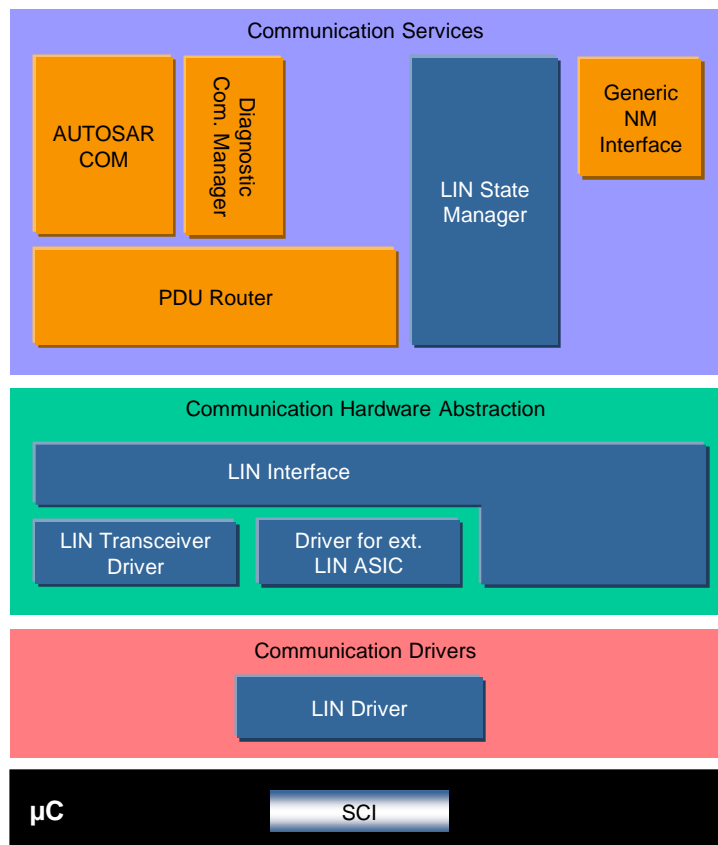 Communication Services
AUTOSAR
COM
Diagnostic
Com. Manager
LIN State
Manager
Generic
NM
Interface
PDU Router
Communication Hardware Abstraction
LIN Interface
LIN Transceiver
Driver
Driver for ext.
LIN ASIC
Communication Drivers
LIN Driver
µC
SCI